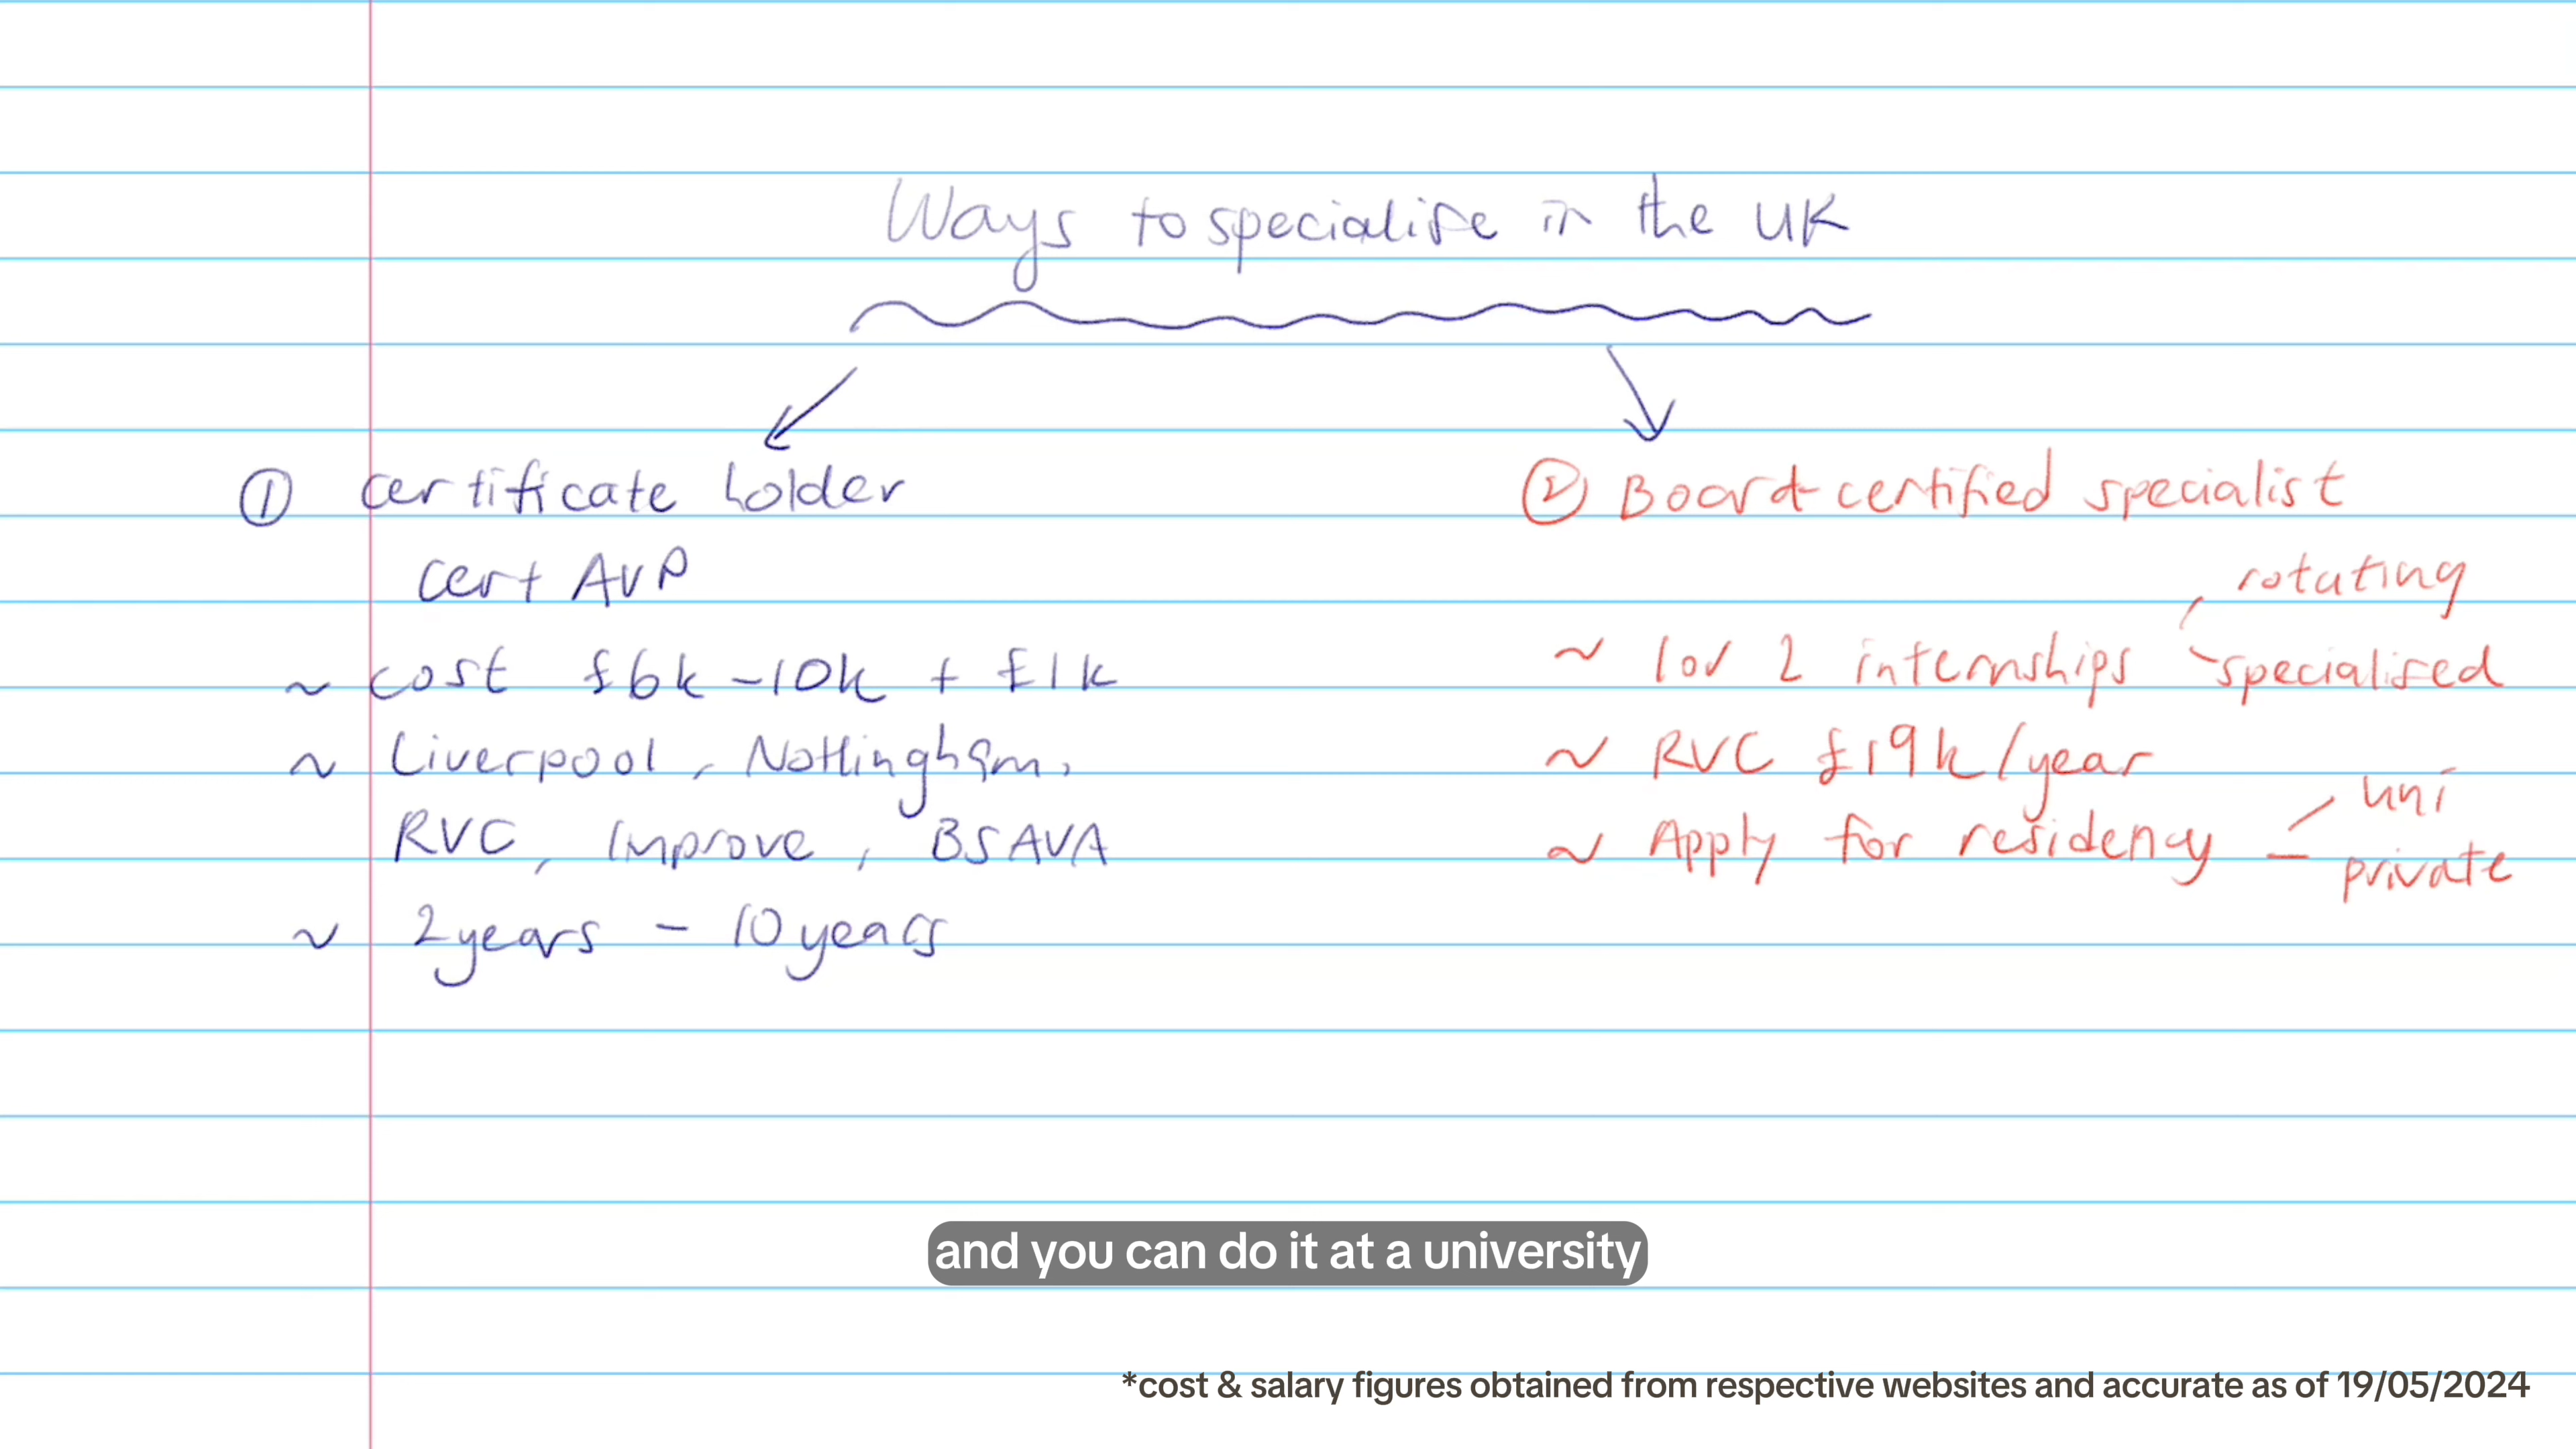 Ways to specialise in the UK
① certificate holder
cert AVP
~ cost £6k - 10k + £1k
~ Liverpool, Nottingham,
RVC, Improve, BSAVA
~ 2 years - 10 years
② Board certified specialist
rotating
~ 1 or 2 internships
specialised
~ RVC £19k/year
uni
~ Apply for residency
private
and you can do it at a university
*cost & salary figures obtained from respective websites and accurate as of 19/05/2024